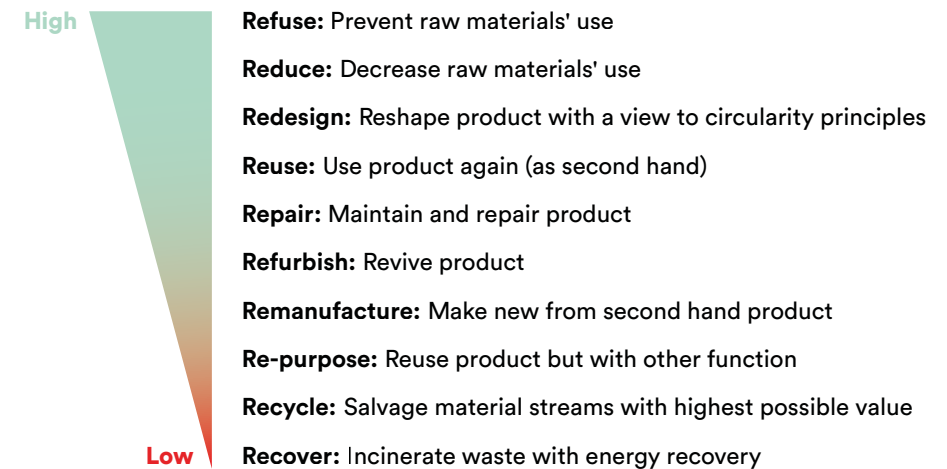 High
Refuse: Prevent raw materials' use
Reduce: Decrease raw materials' use
Redesign: Reshape product with a view to circularity principles
Reuse: Use product again (as second hand)
Repair: Maintain and repair product
Refurbish: Revive product
Remanufacture: Make new from second hand product
Re-purpose: Reuse product but with other function
Recycle: Salvage material streams with highest possible value
Low
Recover: Incinerate waste with energy recovery